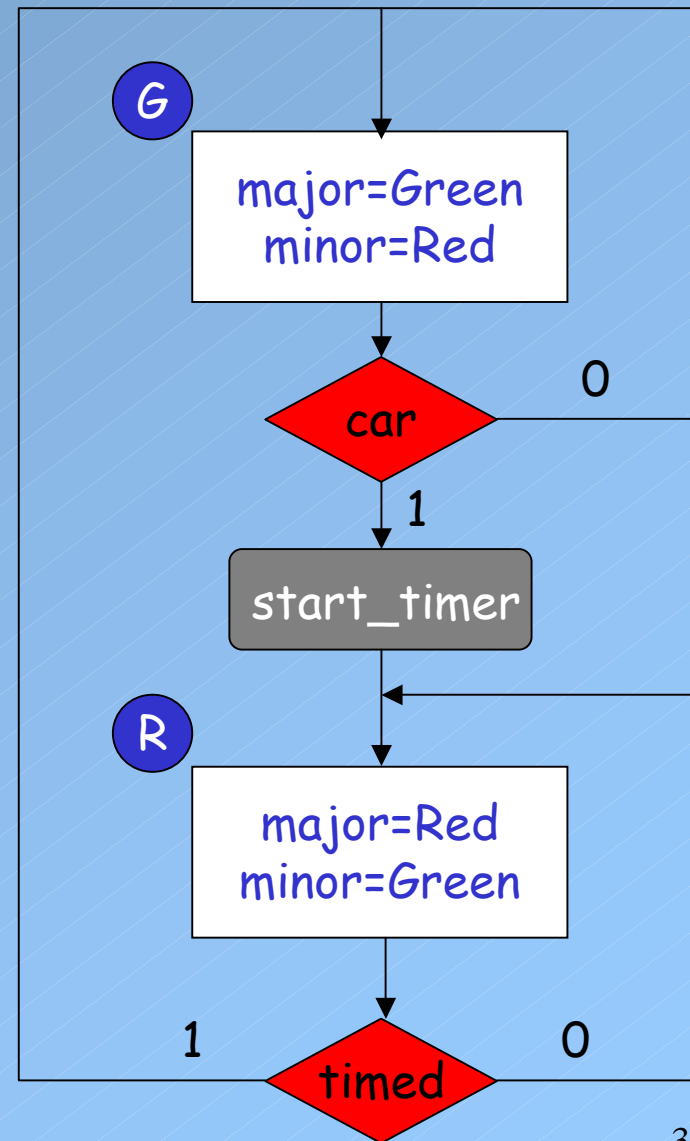 G
major=Green
minor=Red
car
0
1
start_timer
R
major=Red
minor=Green
1
0
timed